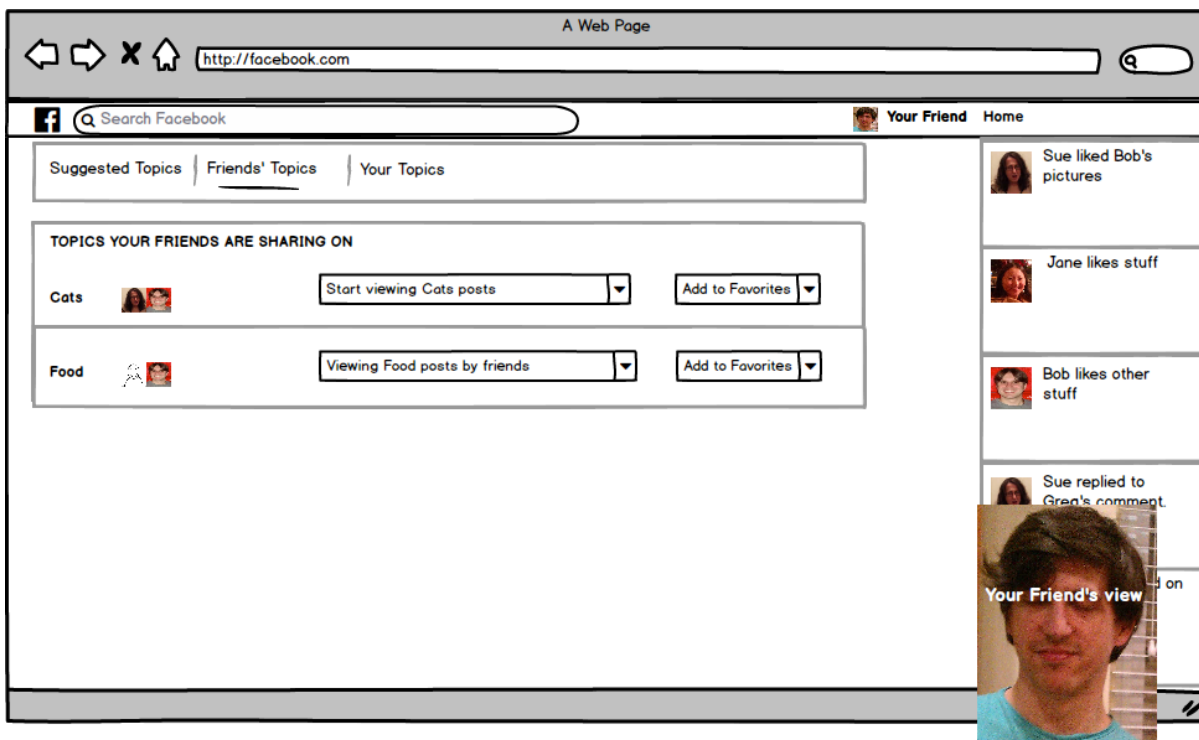 A Web Page
http://facebook.com
Search Facebook
Your Friend Home
Suggested Topics Friends' Topics Your Topics
TOPICS YOUR FRIENDS ARE SHARING ON
Cats Start viewing Cats posts Add to Favorites
Food Viewing Food posts by friends Add to Favorites
Sue liked Bob's
pictures
Jane likes stuff
Bob likes other
stuff
Sue replied to
Greg's comment.
on
Your Friend's view